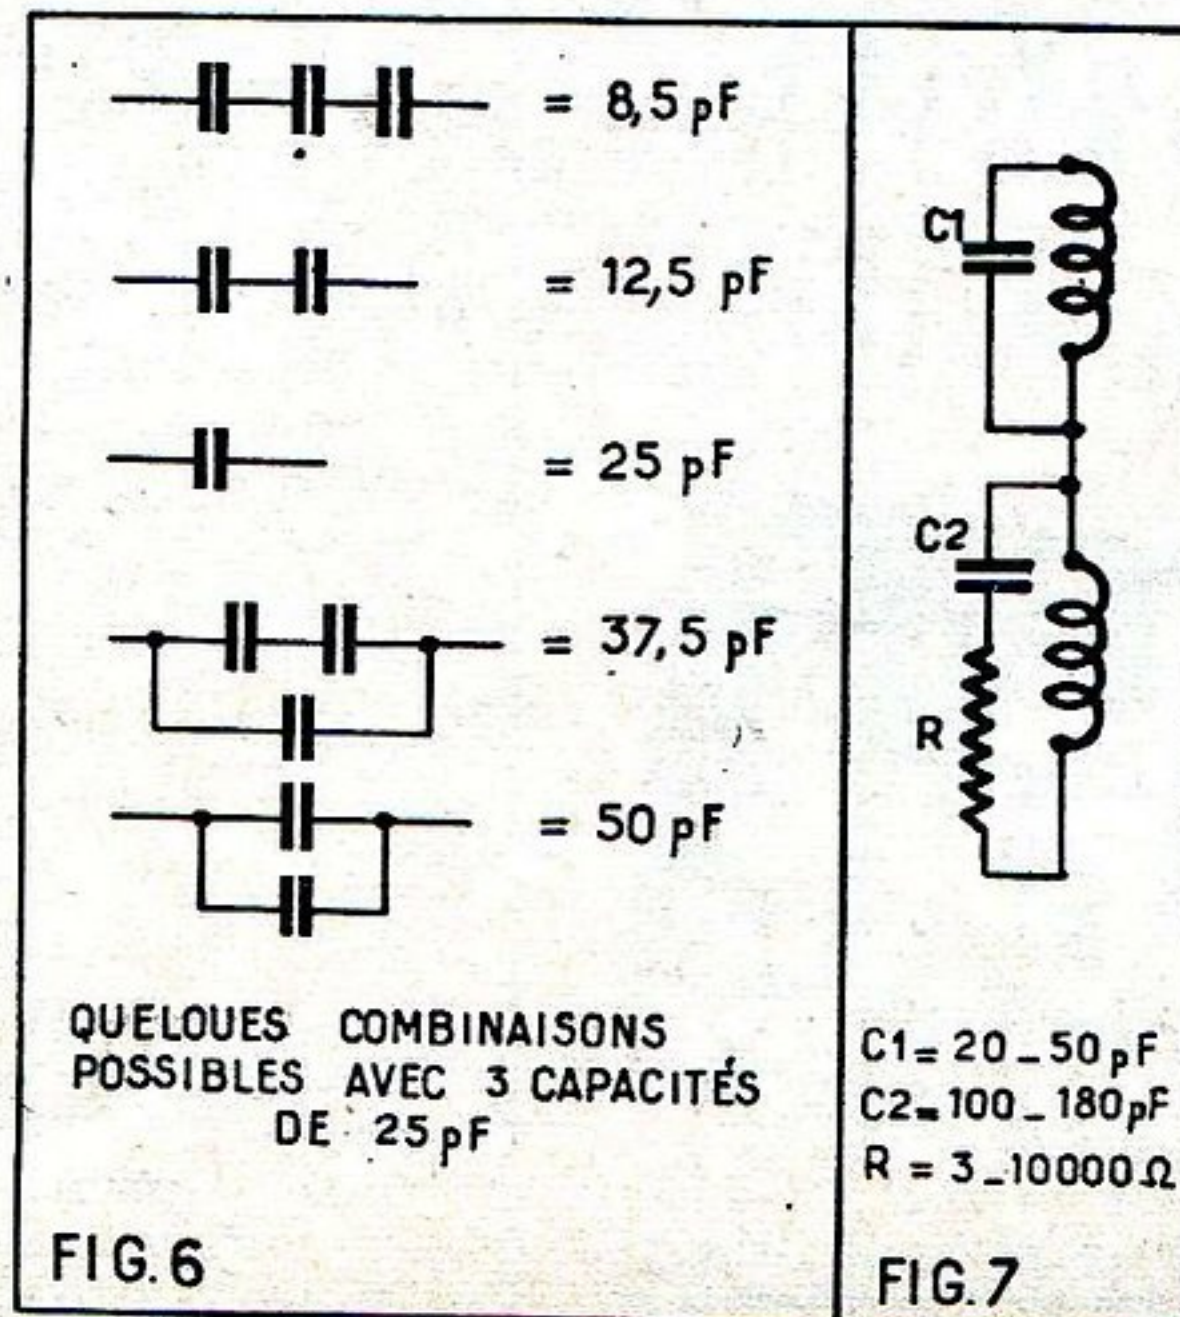 = 8,5 pF
= 12,5 pF
= 25 pF
= 37,5 pF
= 50 pF
QUELOUES COMBINAISONS
POSSIBLES AVEC 3 CAPACITÉS
DE 25 pF
FIG.6
C1
C2
R
C1 = 20 _ 50 pF
C2 = 100 _ 180 pF
R = 3 _ 10000 Ω
FIG.7